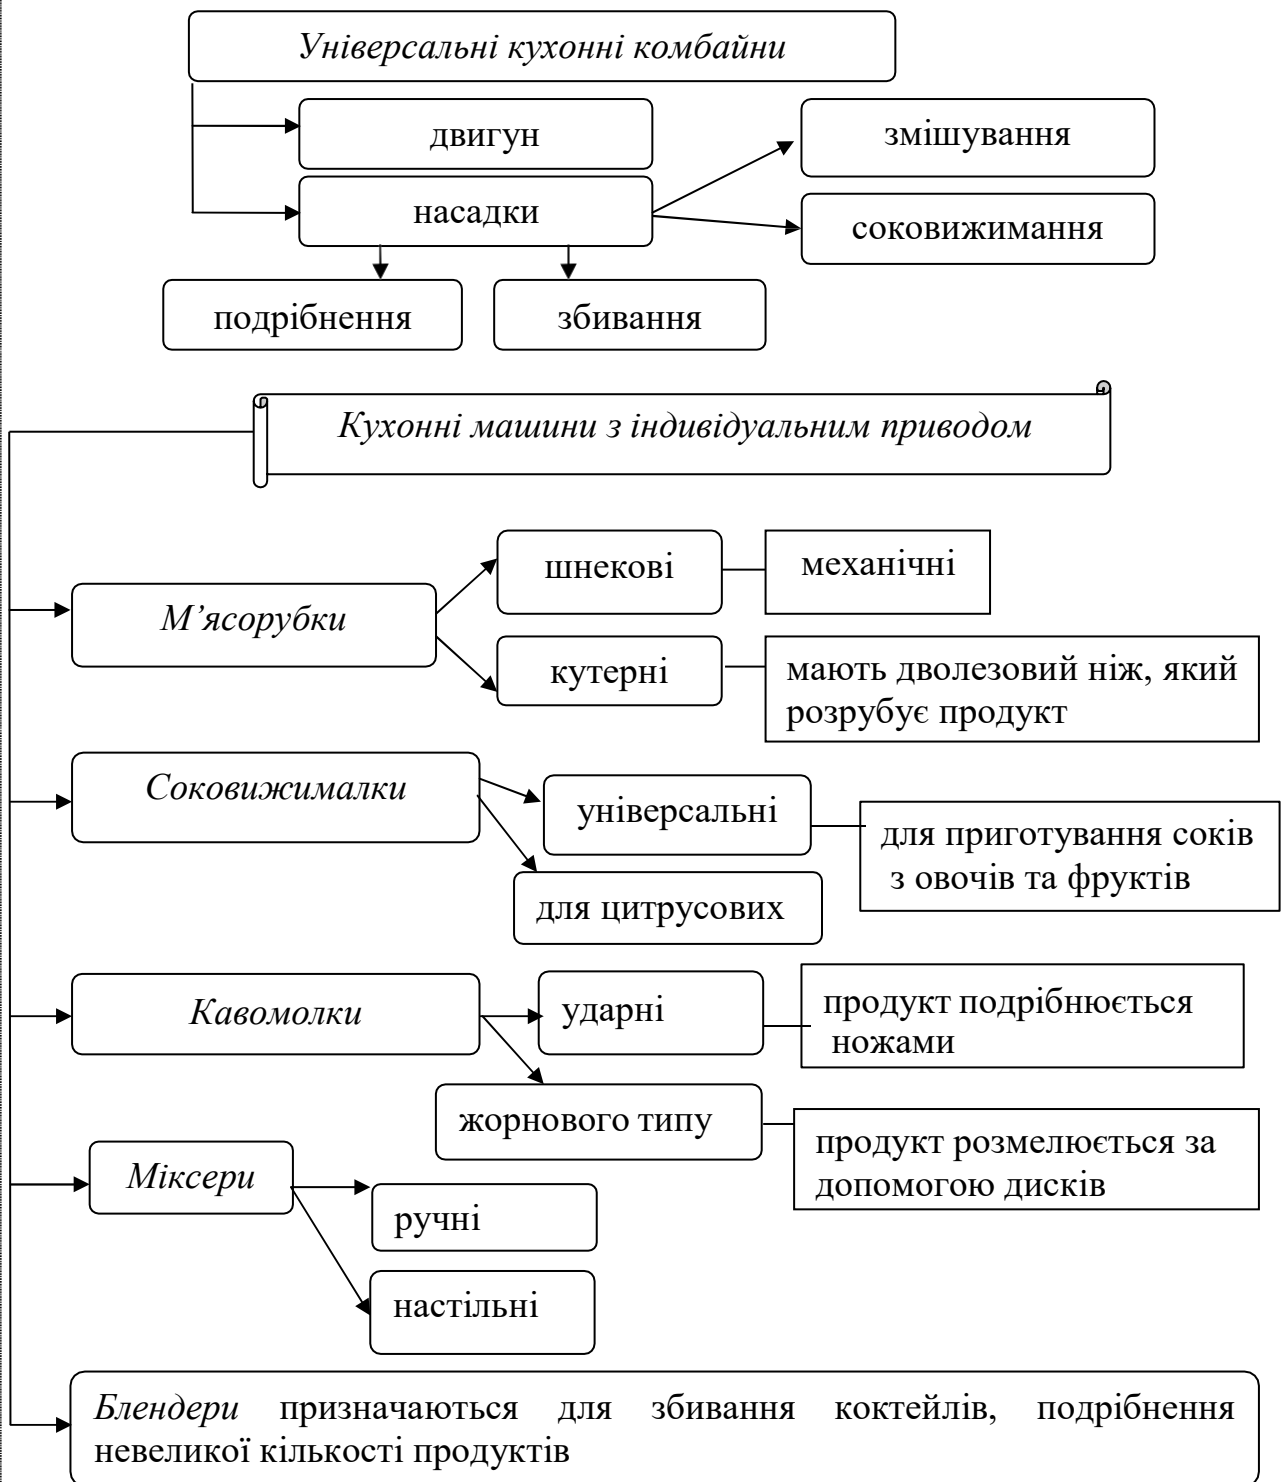 Універсальні кухонні комбайни
двигун
змішування
насадки
соковижимання
подрібнення
збивання
Кухонні машини з індивідуальним приводом
шнекові
механічні
М’ясорубки
кутерні
мають дволезовий ніж, який
розрубує продукт
Соковижималки
універсальні
для приготування соків
з овочів та фруктів
для цитрусових
Кавомолки
ударні
продукт подрібнюється
ножами
жорнового типу
продукт розмелюється за
допомогою дисків
Міксери
ручні
настільні
Блендери призначаються для збивання коктейлів, подрібнення
невеликої кількості продуктів